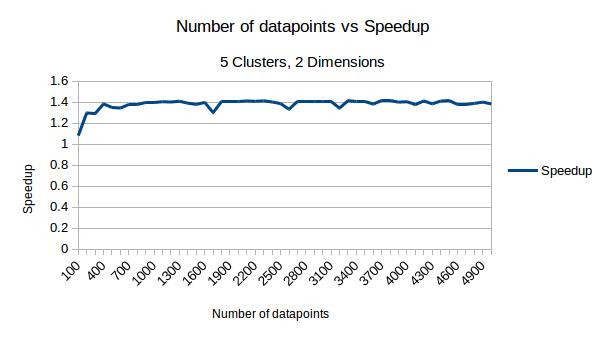 Number of datapoints vs Speedup
5 Clusters, 2 Dimensions
1.6
1.4
1.2
1
0.8
0.6
0.4
0.2
0
Speedup
Speedup
100 400 700 1000 1300 1600 1900 2200 2500 2800 3100 3400 3700 4000 4300 4600 4900
Number of datapoints